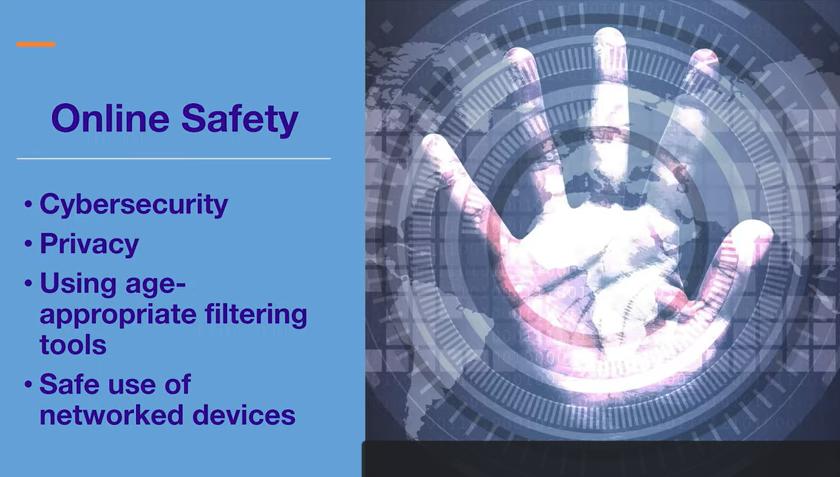 Online Safety
• Cybersecurity
• Privacy
• Using age-
appropriate filtering
tools
• Safe use of
networked devices